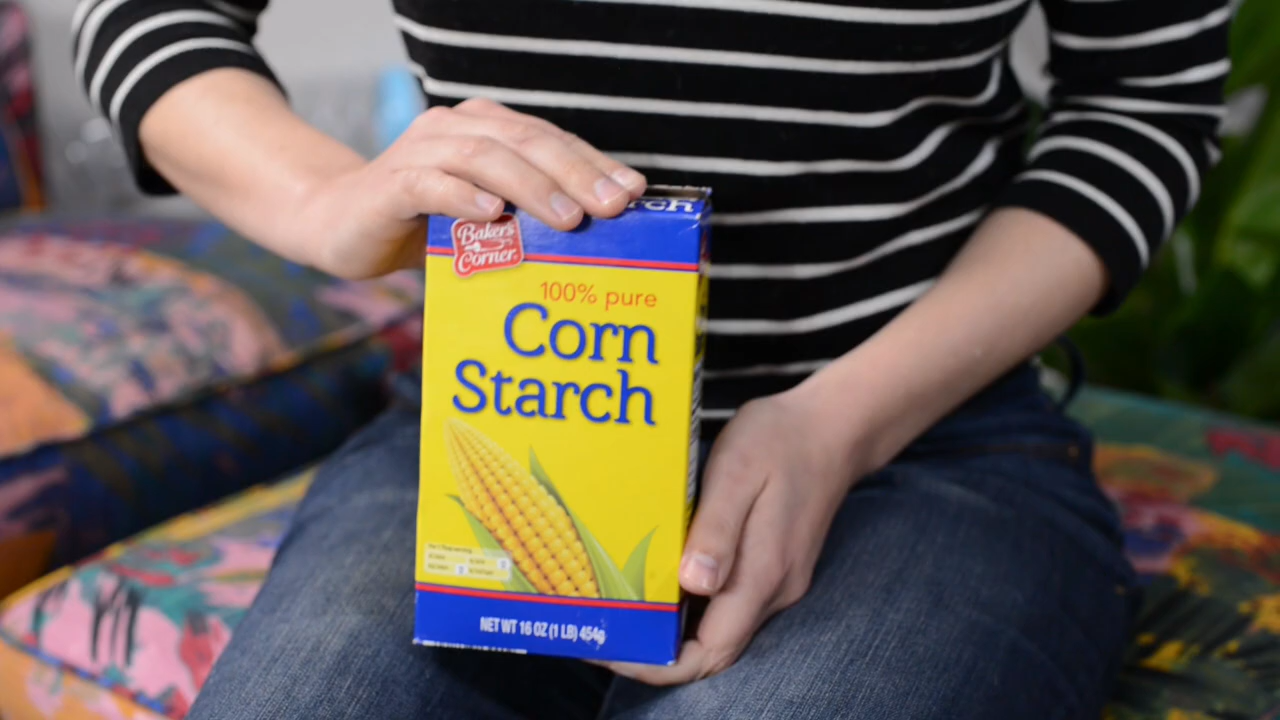 Baker's
Corner
100% pure
Corn
Starch
NET WT 16 OZ (1 LB) 454g